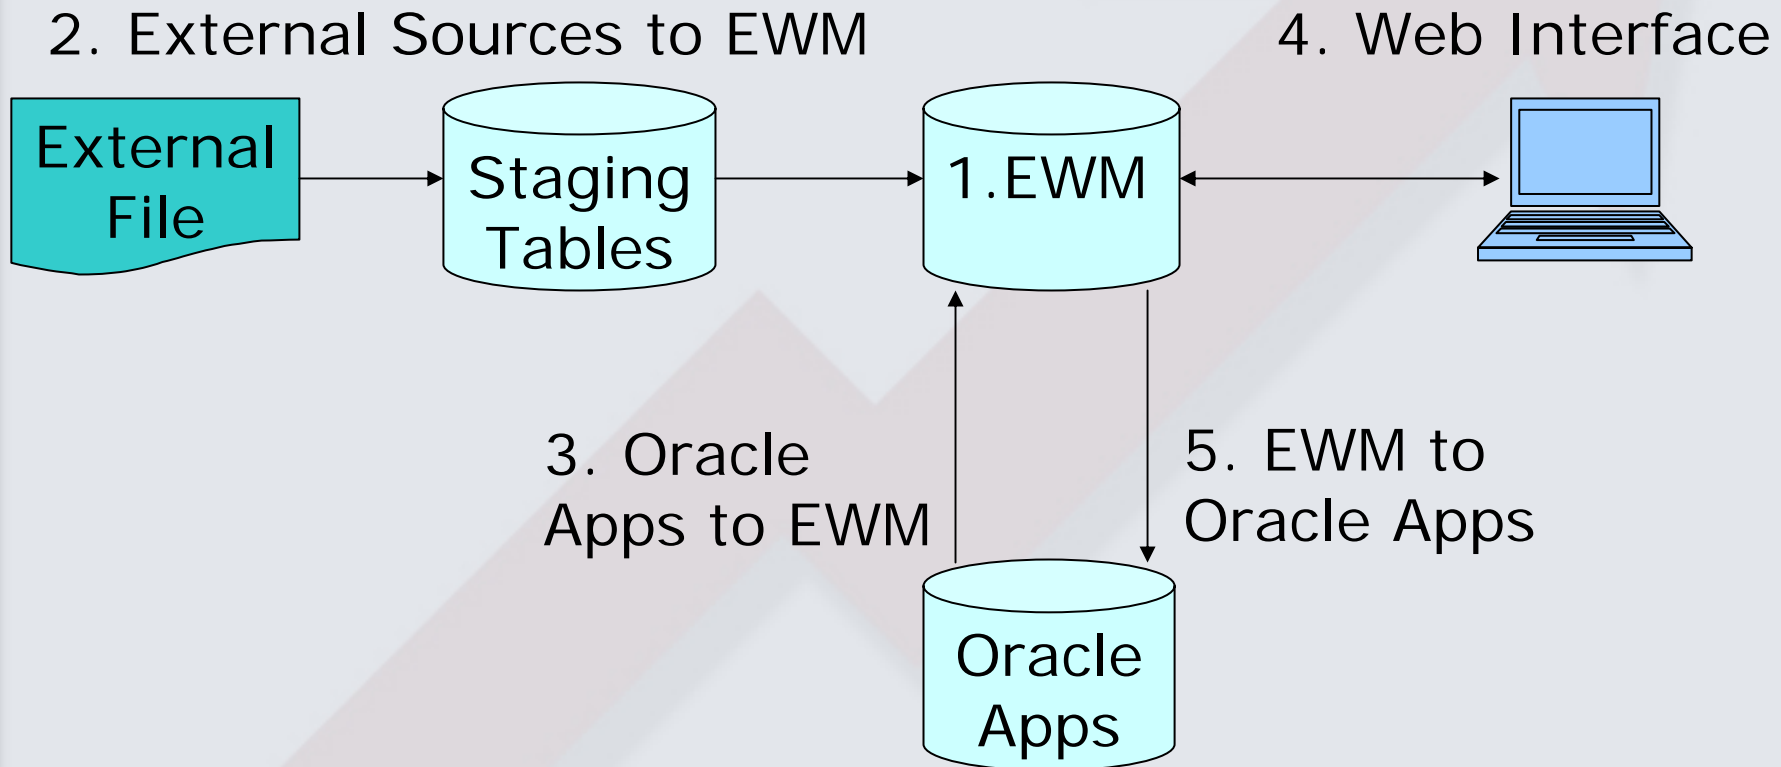 2. External Sources to EWM
4. Web Interface
External
File
Staging
Tables
1.EWM
3. Oracle
Apps to EWM
5. EWM to
Oracle Apps
Oracle
Apps